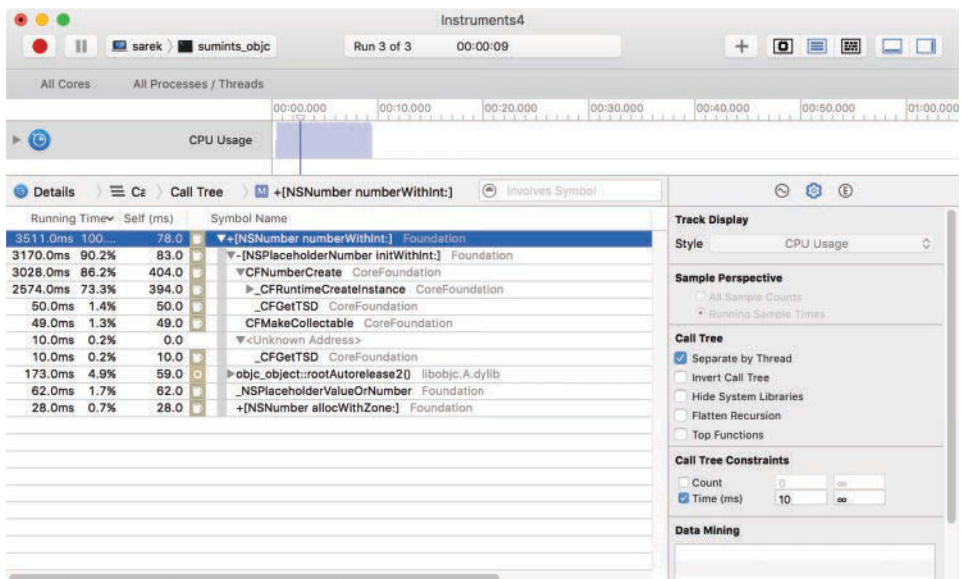 Instruments4
sarek sumints_objc
Run 3 of 3 00:00:09
All Cores All Processes / Threads
00:00.000 00:10.000 00:20.000 00:30.000 00:40.000 00:50.000 01:00.000
CPU Usage
Details Ca Call Tree M +[NSNumber numberWithInt:] Involves Symbol E
Running Time Self (ms) Symbol Name
3511.0ms 100.... 78.0 +[NSNumber numberWithInt:] Foundation
3170.0ms 90.2% 83.0 -[NSPlaceholderNumber initWithInt:] Foundation
3028.0ms 86.2% 404.0 CFNumberCreate CoreFoundation
2574.0ms 73.3% 394.0 _CFRuntimeCreateInstance CoreFoundation
50.0ms 1.4% 50.0 _CFGetTSD CoreFoundation
49.0ms 1.3% 49.0 CFMakeCollectable CoreFoundation
10.0ms 0.2% 0.0 <Unknown Address>
10.0ms 0.2% 10.0 _CFGetTSD CoreFoundation
173.0ms 4.9% 59.0 objc_object::rootAutorelease2() libobjc.A.dylib
62.0ms 1.7% 62.0 _NSPlaceholderValueOrNumber Foundation
28.0ms 0.7% 28.0 +[NSNumber allocWithZone:] Foundation
Track Display
Style CPU Usage
Sample Perspective
All Sample Counts
Running Sample Times
Call Tree
Separate by Thread
Invert Call Tree
Hide System Libraries
Flatten Recursion
Top Functions
Call Tree Constraints
Count 0 ∞
Time (ms) 10 ∞
Data Mining